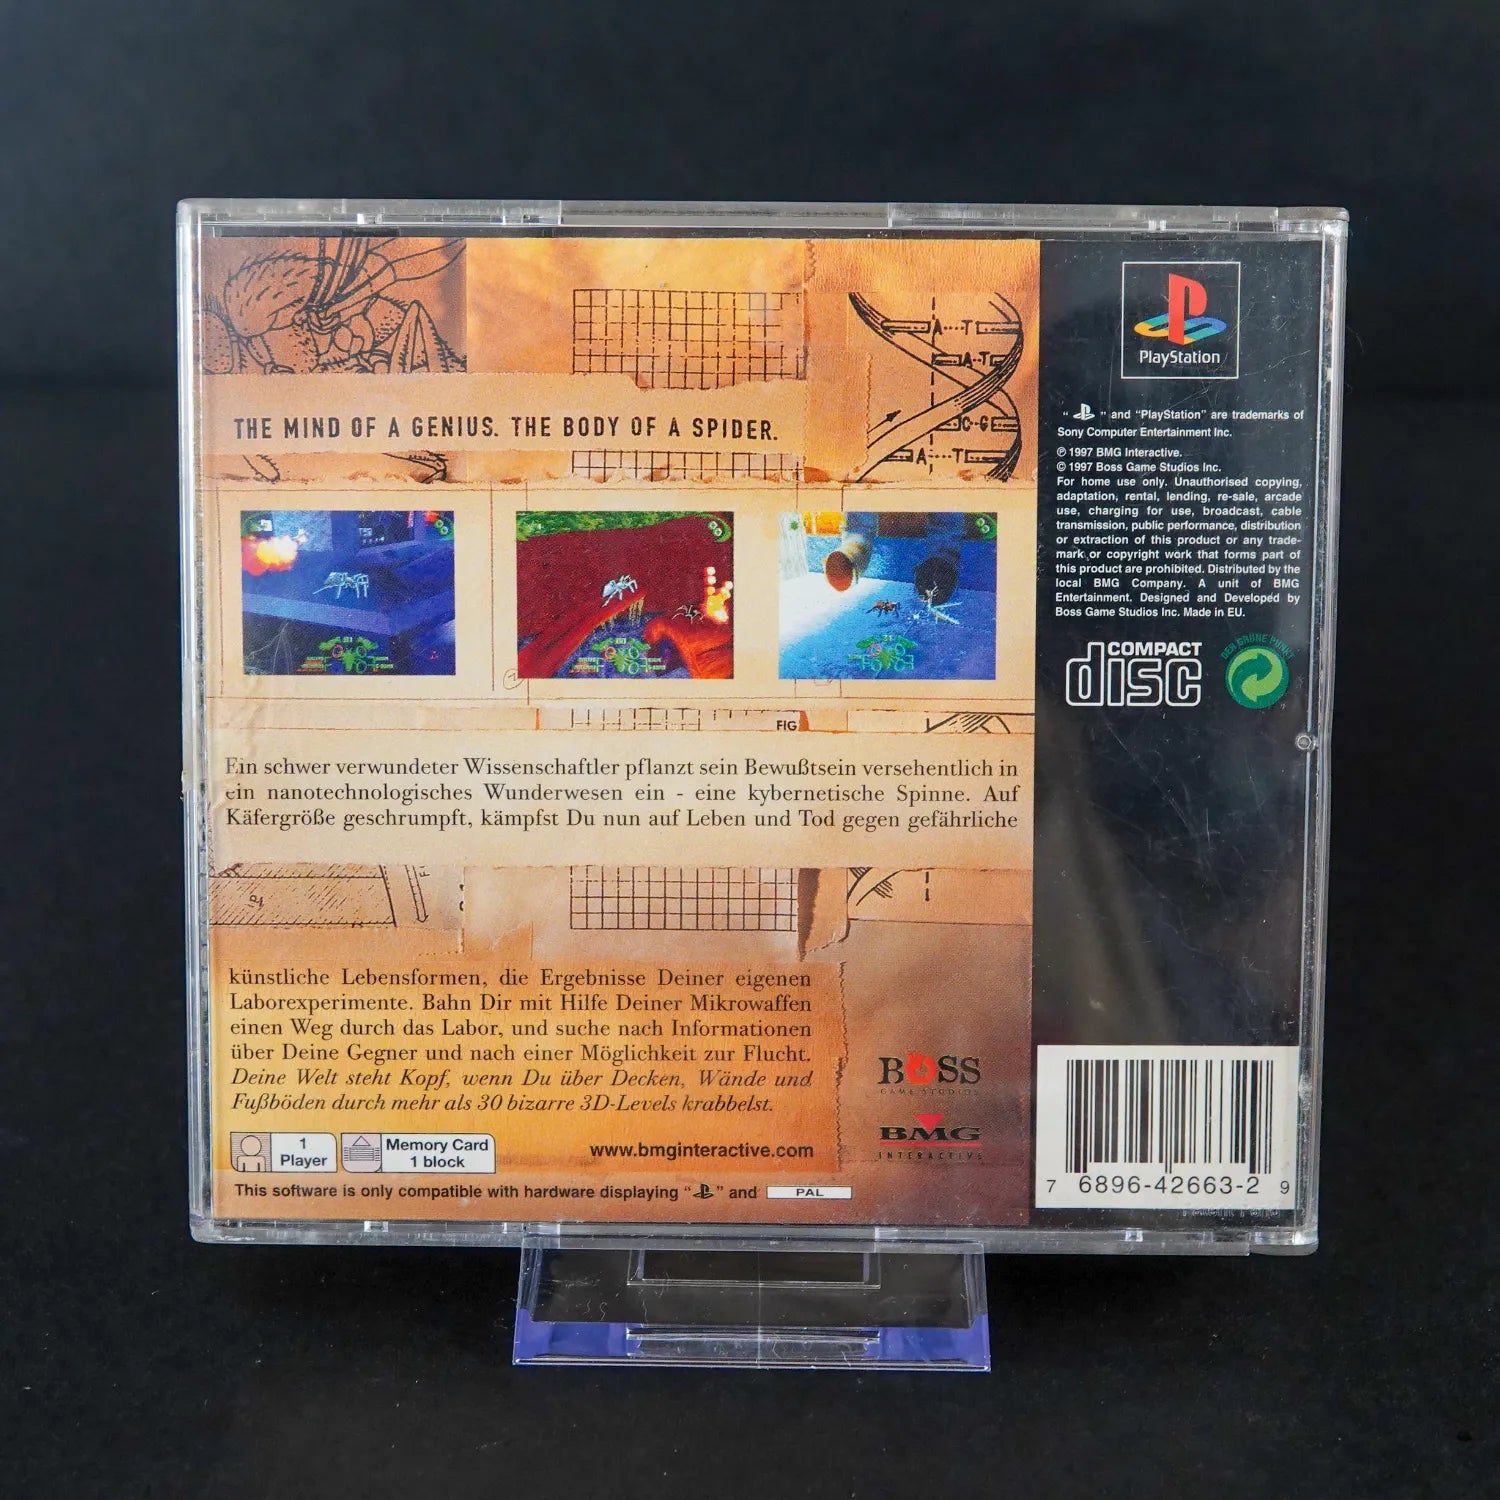 THE MIND OF A GENIUS. THE BODY OF A SPIDER.
A T
A T
C G
A T
FIG
Ein schwer verwundeter Wissenschaftler pflanzt sein Bewußtsein versehentlich in
ein nanotechnologisches Wunderwesen ein - eine kybernetische Spinne. Auf
Käfergröße geschrumpft, kämpfst Du nun auf Leben und Tod gegen gefährliche
künstliche Lebensformen, die Ergebnisse Deiner eigenen
Laborexperimente. Bahn Dir mit Hilfe Deiner Mikrowaffen
einen Weg durch das Labor, und suche nach Informationen
über Deine Gegner und nach einer Möglichkeit zur Flucht.
Deine Welt steht Kopf, wenn Du über Decken, Wände und
Fußböden durch mehr als 30 bizarre 3D-Levels krabbelst.
1
Player
Memory Card
1 block
www.bmginteractive.com
This software is only compatible with hardware displaying " " and PAL
BOSS
GAME STUDIOS
BMG
INTERACTIVE
PlayStation
" " and "PlayStation" are trademarks of
Sony Computer Entertainment Inc.
℗ 1997 BMG Interactive.
© 1997 Boss Game Studios Inc.
For home use only. Unauthorised copying,
adaptation, rental, lending, re-sale, arcade
use, charging for use, broadcast, cable
transmission, public performance, distribution
or extraction of this product or any trade-
mark or copyright work that forms part of
this product are prohibited. Distributed by the
local BMG Company. A unit of BMG
Entertainment. Designed and Developed by
Boss Game Studios Inc. Made in EU.
COMPACT
disc
DER GRÜNE PUNKT
7 6896-42663-2 9